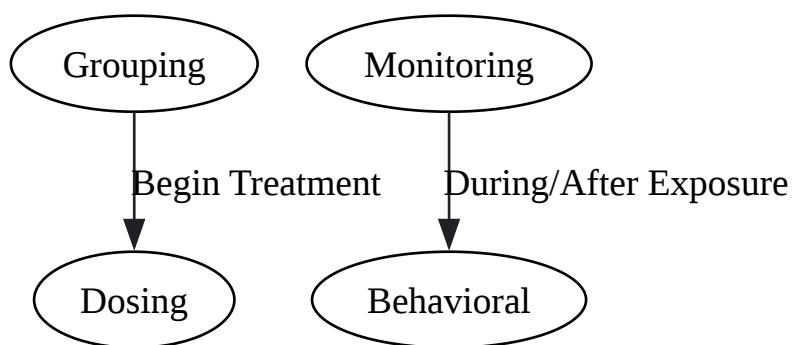 Grouping
Monitoring
Begin Treatment
During/After Exposure
Dosing
Behavioral